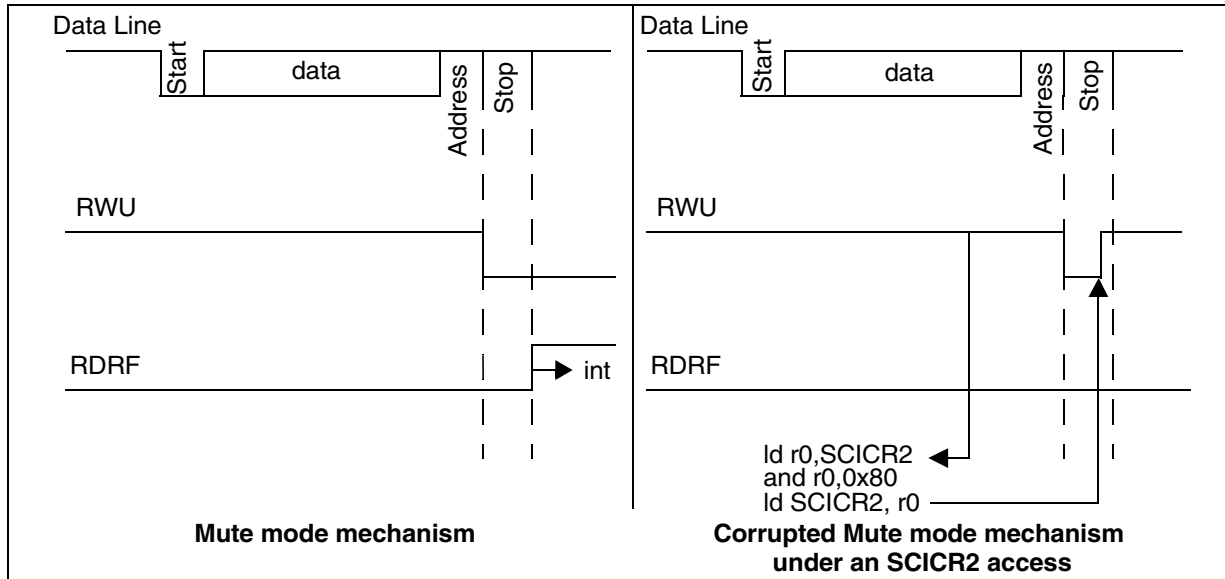 Data Line
Start
data
Address
Stop
RWU
RDRF
int
Mute mode mechanism
Data Line
Start
data
Address
Stop
RWU
RDRF
ld r0,SCICR2
and r0,0x80
ld SCICR2, r0
Corrupted Mute mode mechanism
under an SCICR2 access